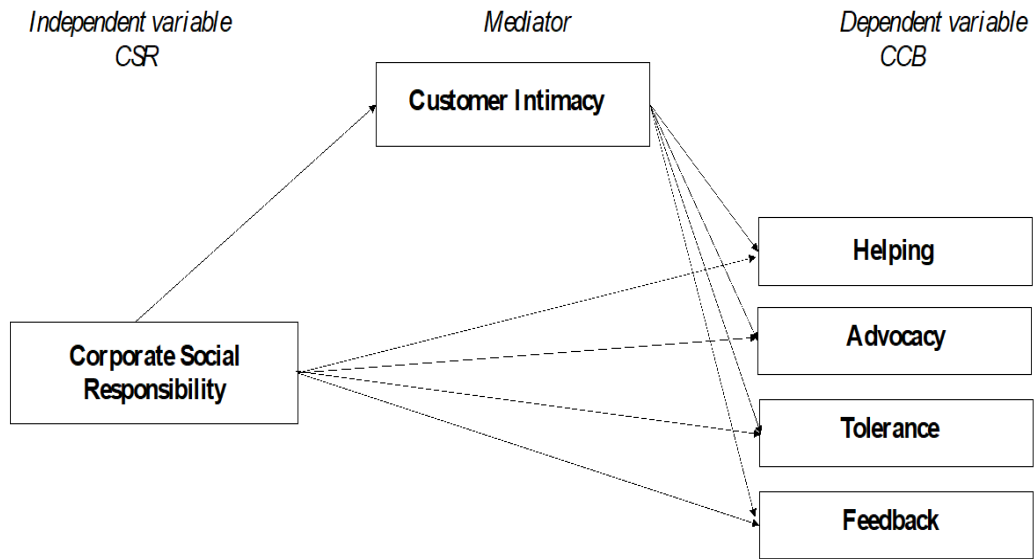 Independent variable
CSR
Mediator
Dependent variable
CCB
Customer Intimacy
Helping
Corporate Social
Responsibility
Advocacy
Tolerance
Feedback